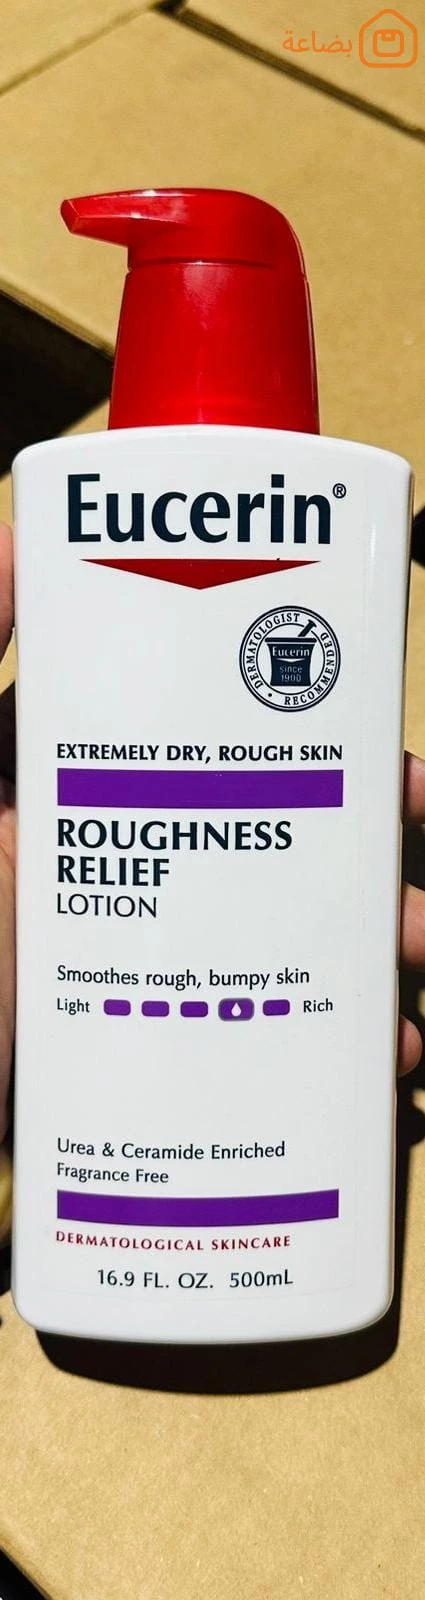 بضاعة
Eucerin®
DERMATOLOGIST RECOMMENDED
Eucerin
since
1900
EXTREMELY DRY, ROUGH SKIN
ROUGHNESS
RELIEF
LOTION
Smoothes rough, bumpy skin
Light Rich
Urea & Ceramide Enriched
Fragrance Free
DERMATOLOGICAL SKINCARE
16.9 FL. OZ. 500mL